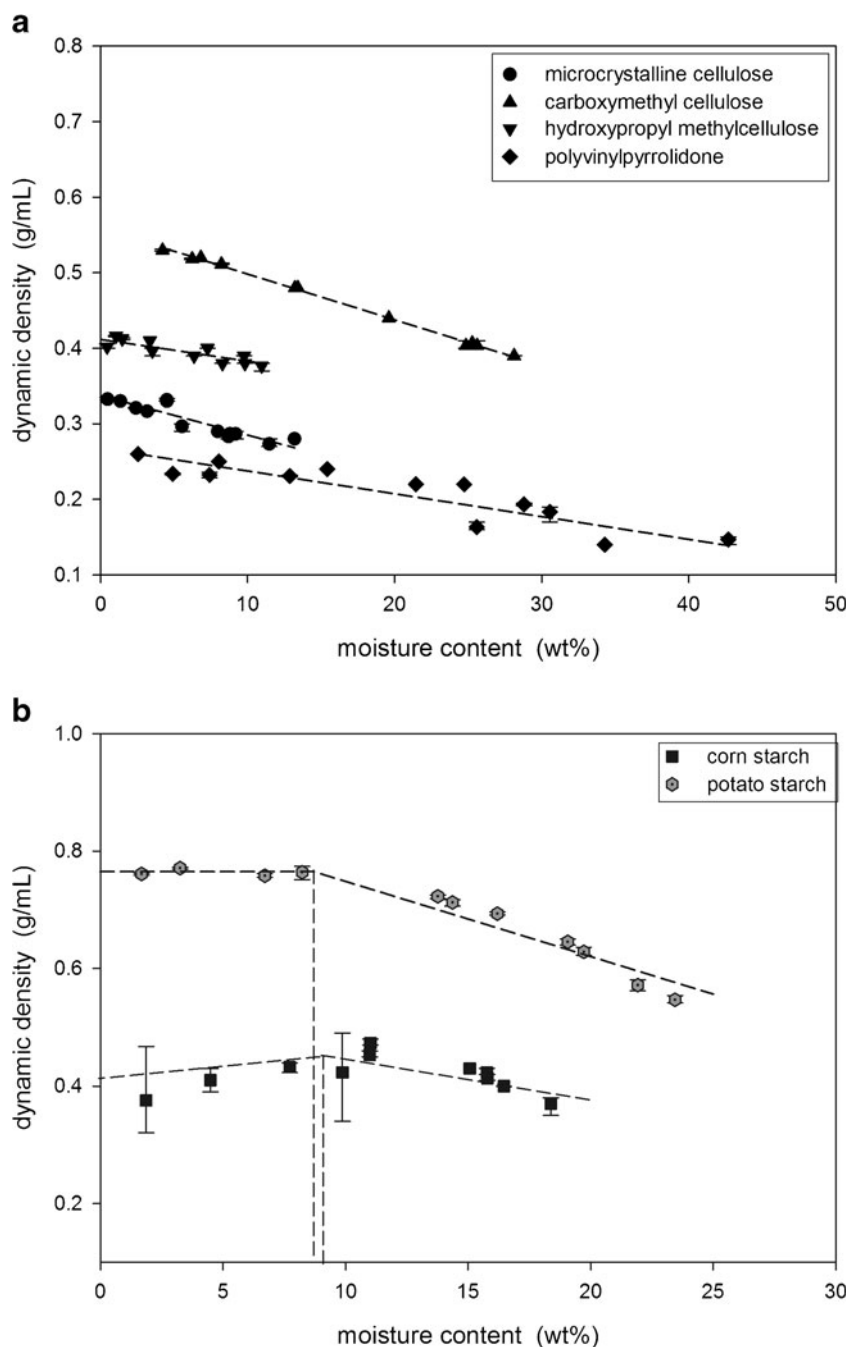 a
0.8
0.7
0.6
0.5
0.4
0.3
0.2
0.1
dynamic density (g/mL)
microcrystalline cellulose
carboxymethyl cellulose
hydroxypropyl methylcellulose
polyvinylpyrrolidone
0 10 20 30 40 50
moisture content (wt%)
b
1.0
0.8
0.6
0.4
0.2
dynamic density (g/mL)
corn starch
potato starch
0 5 10 15 20 25 30
moisture content (wt%)